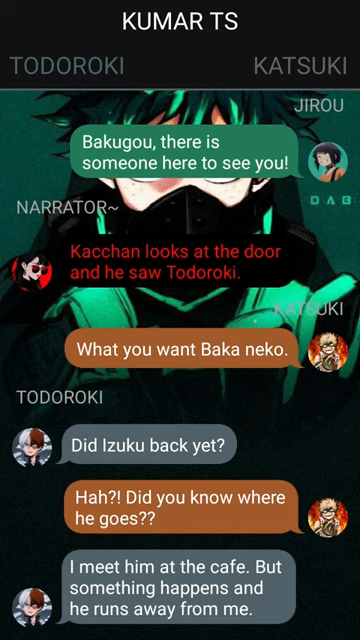 KUMAR TS
TODOROKI
KATSUKI
JIROU
Bakugou, there is
someone here to see you!
DAB
NARRATOR~
Kacchan looks at the door
and he saw Todoroki.
KATSUKI
What you want Baka neko.
TODOROKI
Did Izuku back yet?
Hah?! Did you know where
he goes??
I meet him at the cafe. But
something happens and
he runs away from me.